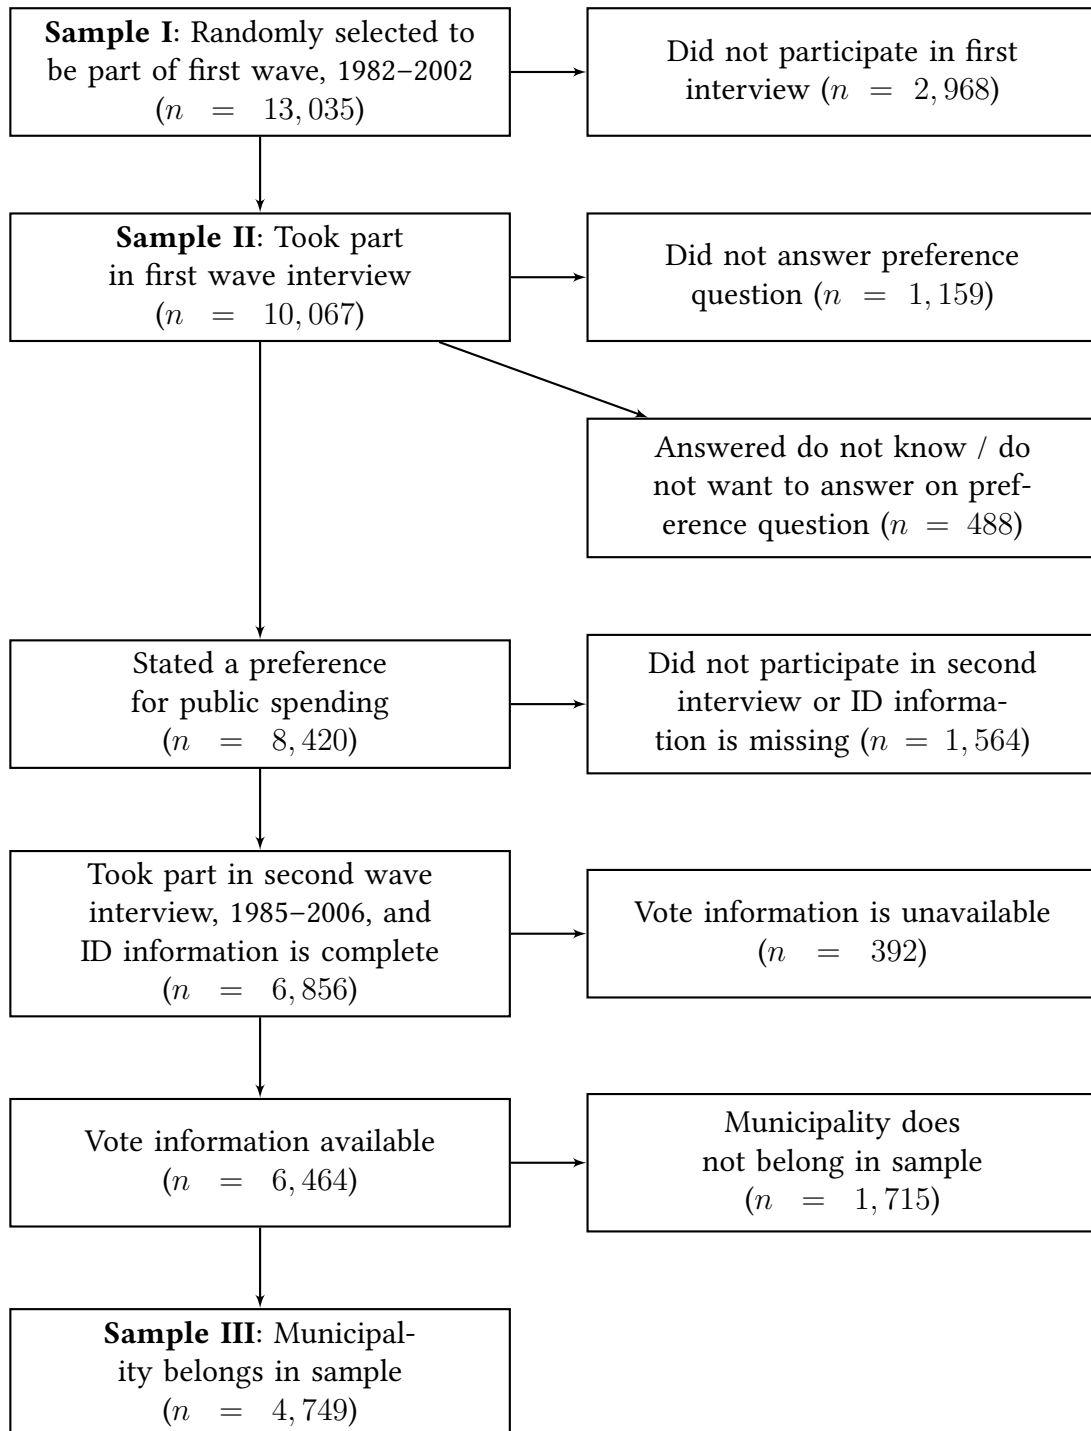 Sample I: Randomly selected to
be part of first wave, 1982–2002
(n = 13,035)
Did not participate in first
interview (n = 2,968)
Sample II: Took part
in first wave interview
(n = 10,067)
Did not answer preference
question (n = 1,159)
Answered do not know / do
not want to answer on pref-
erence question (n = 488)
Stated a preference
for public spending
(n = 8,420)
Did not participate in second
interview or ID informa-
tion is missing (n = 1,564)
Took part in second wave
interview, 1985–2006, and
ID information is complete
(n = 6,856)
Vote information is unavailable
(n = 392)
Vote information available
(n = 6,464)
Municipality does
not belong in sample
(n = 1,715)
Sample III: Municipal-
ity belongs in sample
(n = 4,749)